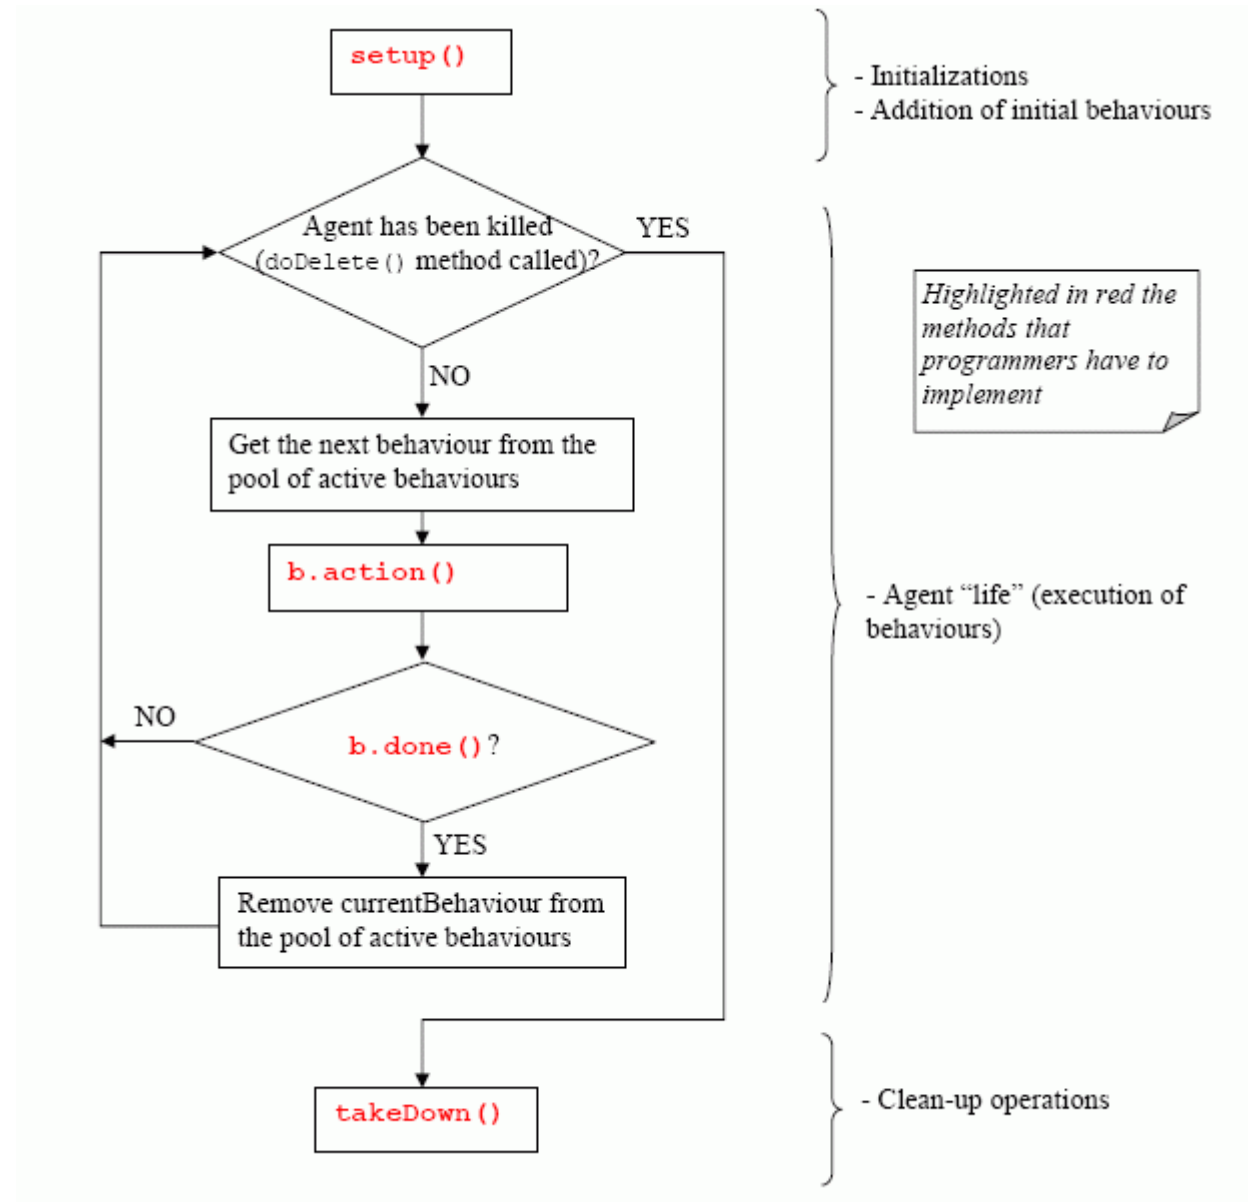 setup()
- Initializations
- Addition of initial behaviours
Agent has been killed
(doDelete() method called)?
YES
Highlighted in red the
methods that
programmers have to
implement
NO
Get the next behaviour from the
pool of active behaviours
b.action()
- Agent “life” (execution of
behaviours)
NO
b.done()?
YES
Remove currentBehaviour from
the pool of active behaviours
takeDown()
- Clean-up operations